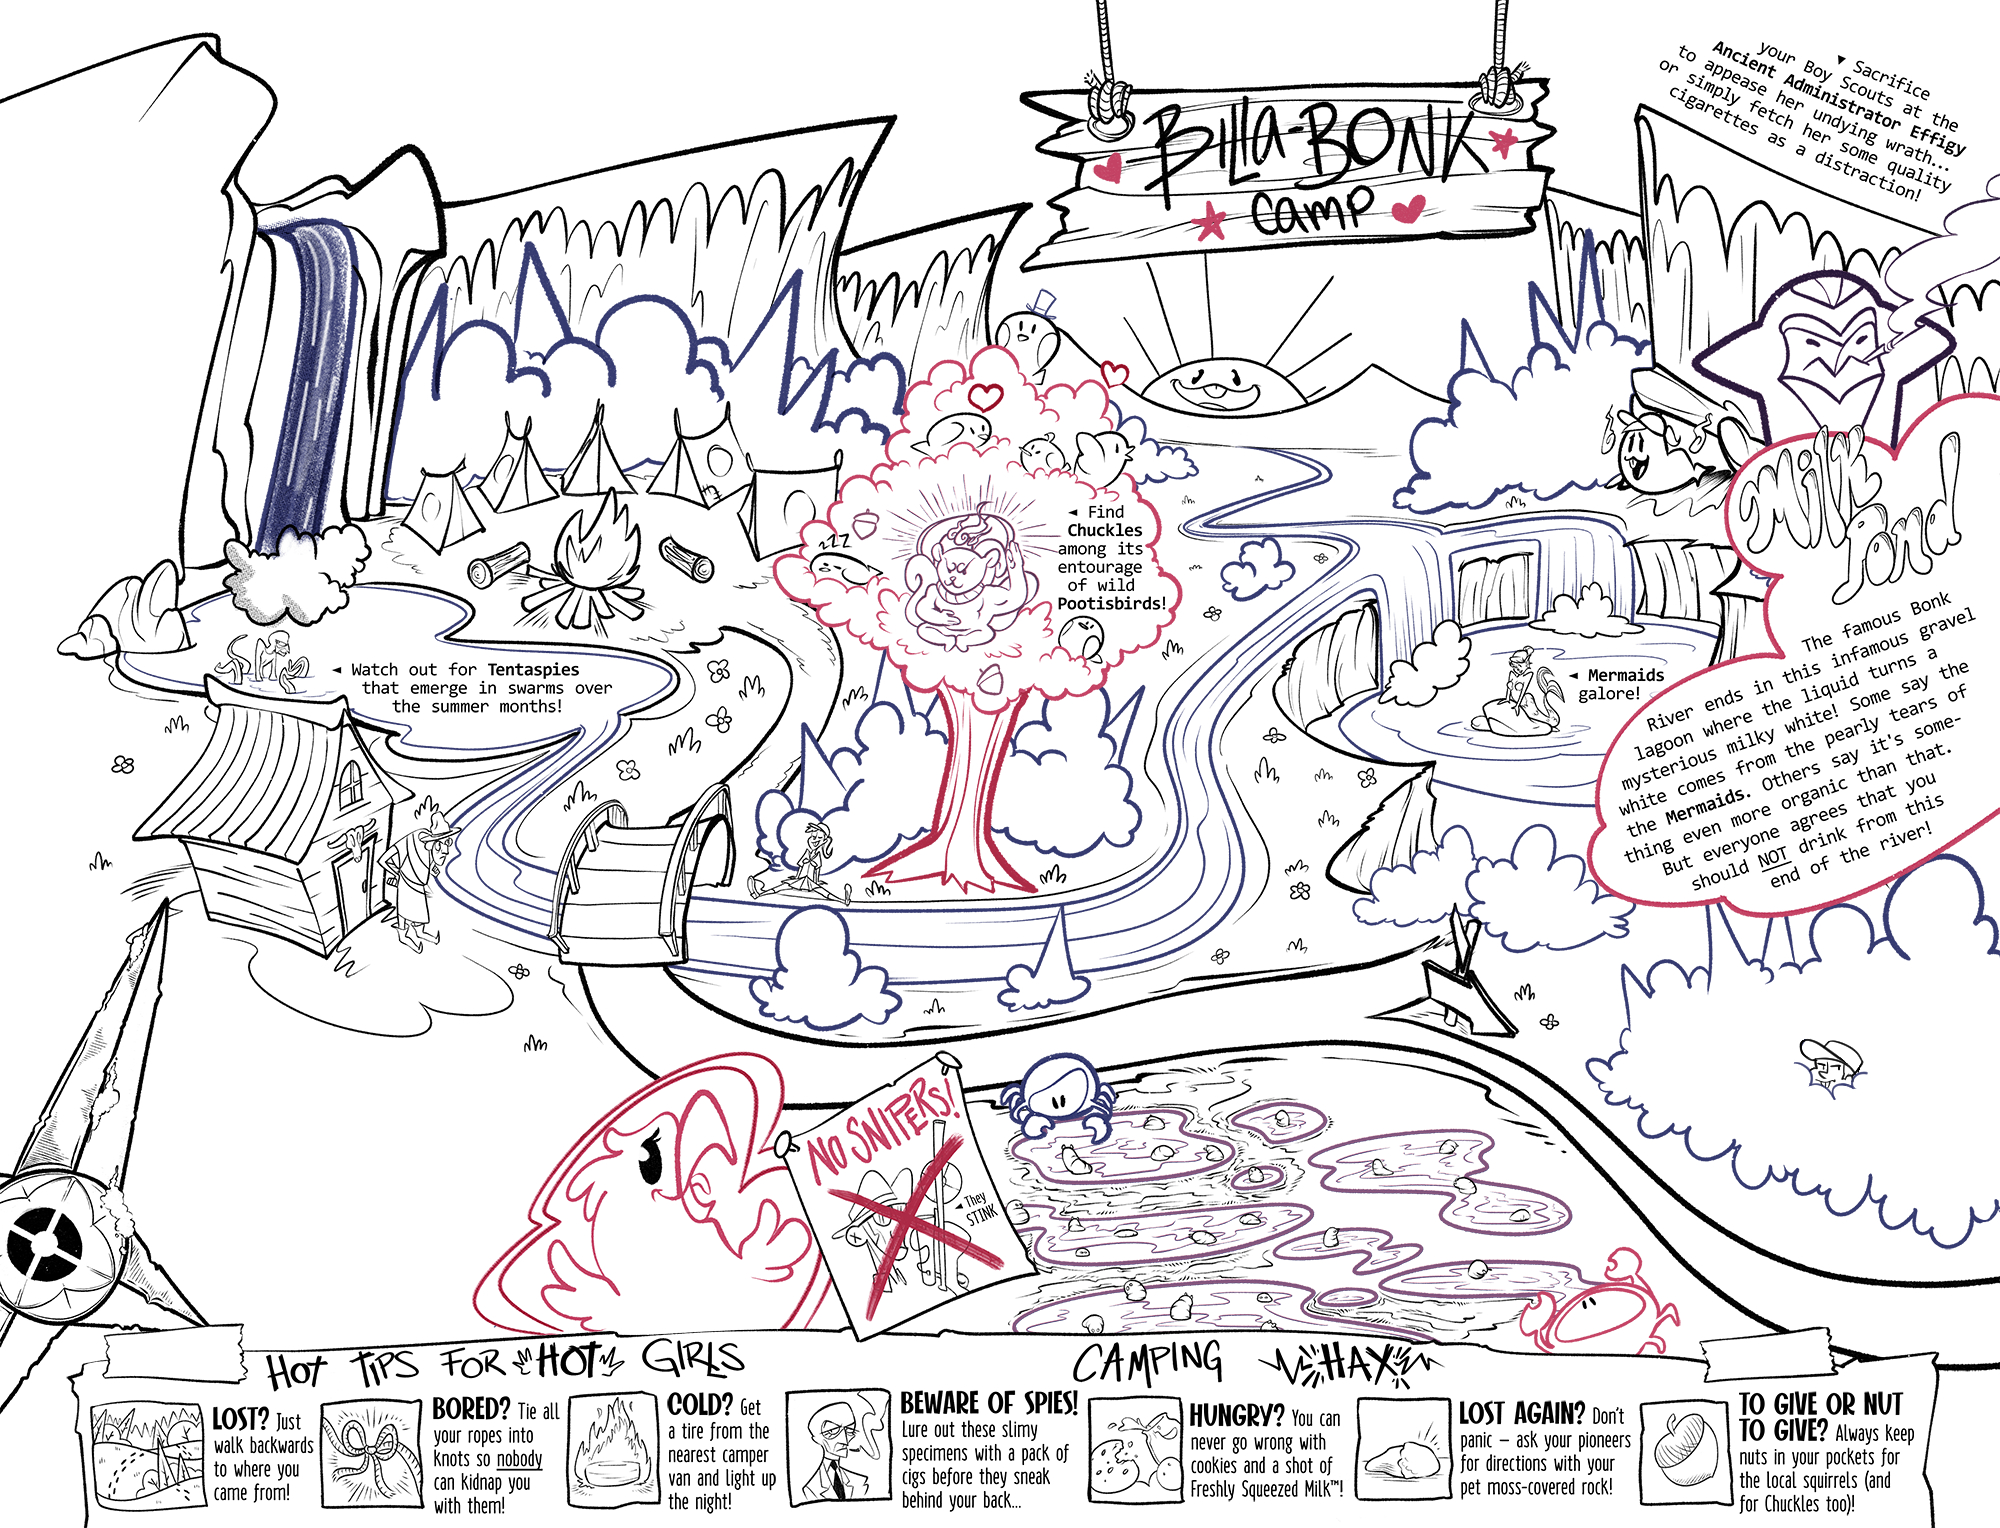 BILLA-BONK
camp
▼ Sacrifice
your Boy Scouts at the
Ancient Administrator Effigy
to appease her undying wrath...
or simply fetch her some quality
cigarettes as a distraction!
Milk
Pond
The famous Bonk
River ends in this infamous gravel
lagoon where the liquid turns a
mysterious milky white! Some say the
white comes from the pearly tears of
the Mermaids. Others say it's some-
thing even more organic than that.
But everyone agrees that you
should NOT drink from this
end of the river!
◄ Find
Chuckles
among its
entourage
of wild
Pootisbirds!
zzz
◄ Mermaids
galore!
◄ Watch out for Tentaspies
that emerge in swarms over
the summer months!
NO SNIPERS!
◄ They
STINK
HOT TIPS FOR HOT GIRLS
CAMPING HAX
LOST? Just
walk backwards
to where you
came from!
BORED? Tie all
your ropes into
knots so nobody
can kidnap you
with them!
COLD? Get
a tire from the
nearest camper
van and light up
the night!
BEWARE OF SPIES!
Lure out these slimy
specimens with a pack of
cigs before they sneak
behind your back...
HUNGRY? You can
never go wrong with
cookies and a shot of
Freshly Squeezed Milk™!
LOST AGAIN? Don't
panic – ask your pioneers
for directions with your
pet moss-covered rock!
TO GIVE OR NUT
TO GIVE? Always keep
nuts in your pockets for
the local squirrels (and
for Chuckles too)!